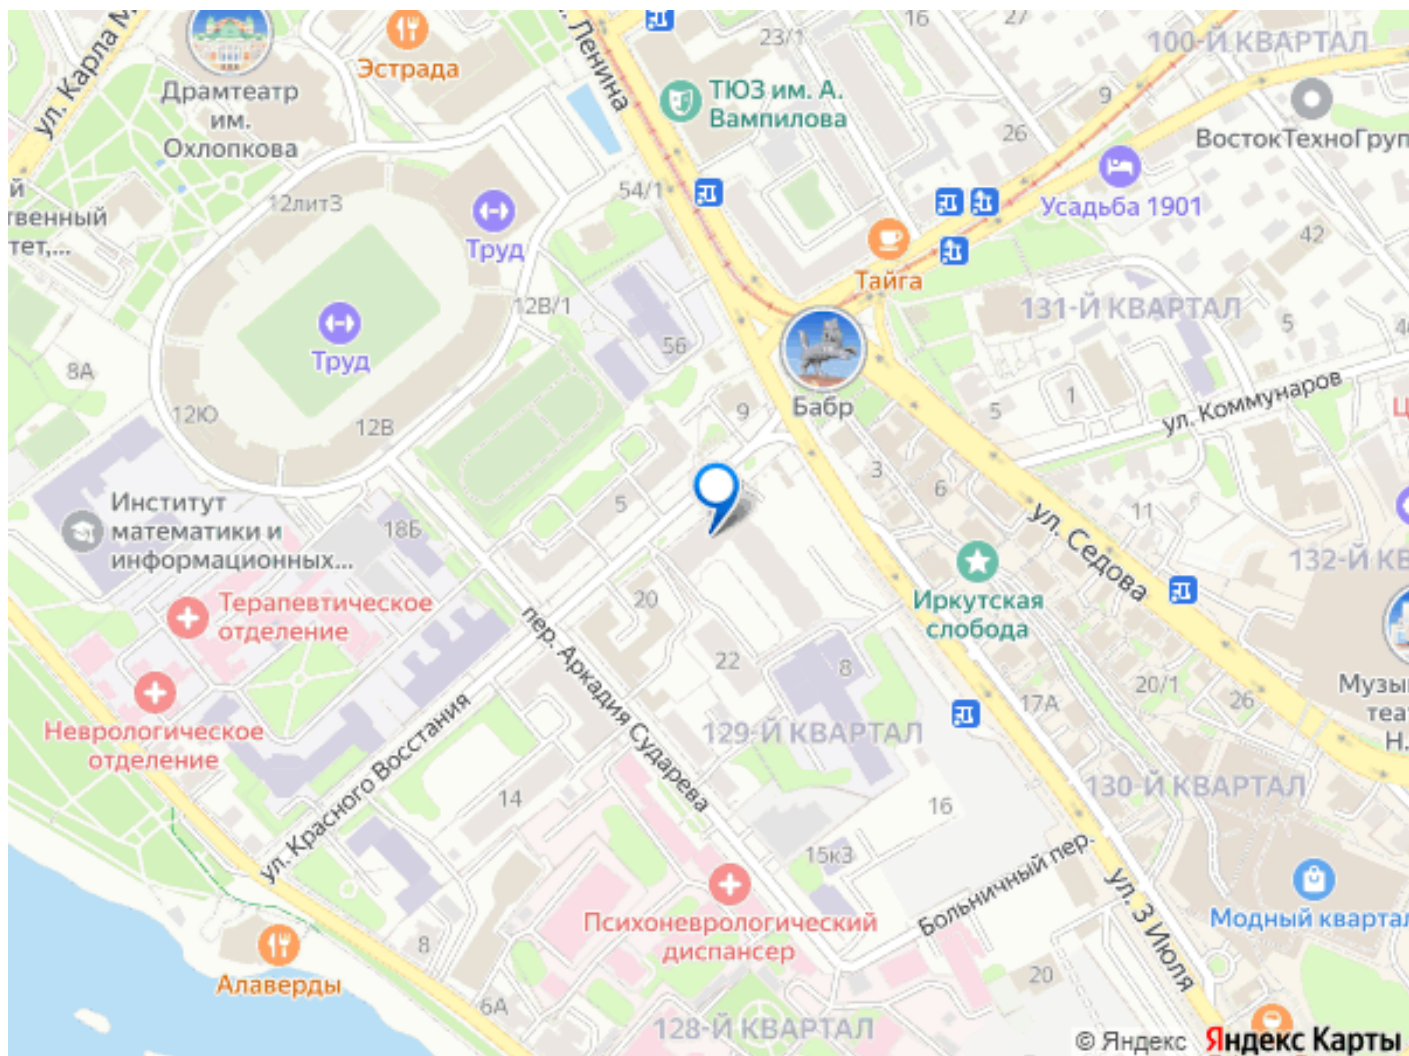 ул. Карла М
Эстрада
Драмтеатр
им.
Охлопкова
ул. Ленина
16
27
23/1
100-Й КВАРТАЛ
ТЮЗ им. А.
Вампилова
9
26
ВостокТехноГруп
й
твенный
тет,...
12лит3
54/1
Труд
Усадьба 1901
42
Тайга
12В/1
131-Й КВАРТАЛ
5
Труд
56
8А
1
Бабр
9
5
ул. Коммунаров
12Ю
12В
3
6
Институт
математики и
информационных...
18Б
5
11
ул. Седова
132-Й КВ
Терапевтическое
отделение
20
Иркутская
слобода
пер. Аркадия Сударева
22
8
17А
20/1
26
Музы
теа
Н.
Неврологическое
отделение
129-Й КВАРТАЛ
ул. Красного Восстания
14
130-Й КВАРТАЛ
16
15к3
Больничный пер.
ул. 3 Июля
Модный квартал
Психоневрологический
диспансер
8
Алаверды
20
6А
128-Й КВАРТАЛ
© Яндекс Яндекс Карты